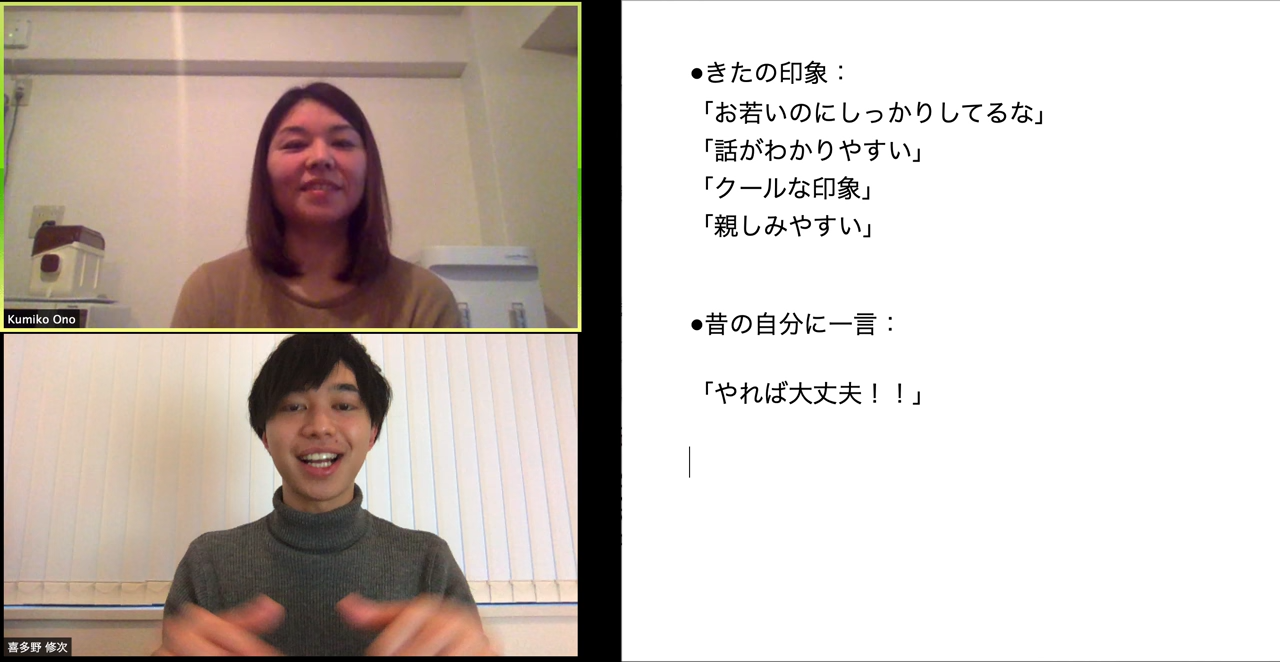 Kumiko Ono
喜多野 修次
●きたの印象：
「お若いのにしっかりしてるな」
「話がわかりやすい」
「クールな印象」
「親しみやすい」
●昔の自分に一言：
「やれば大丈夫！！」